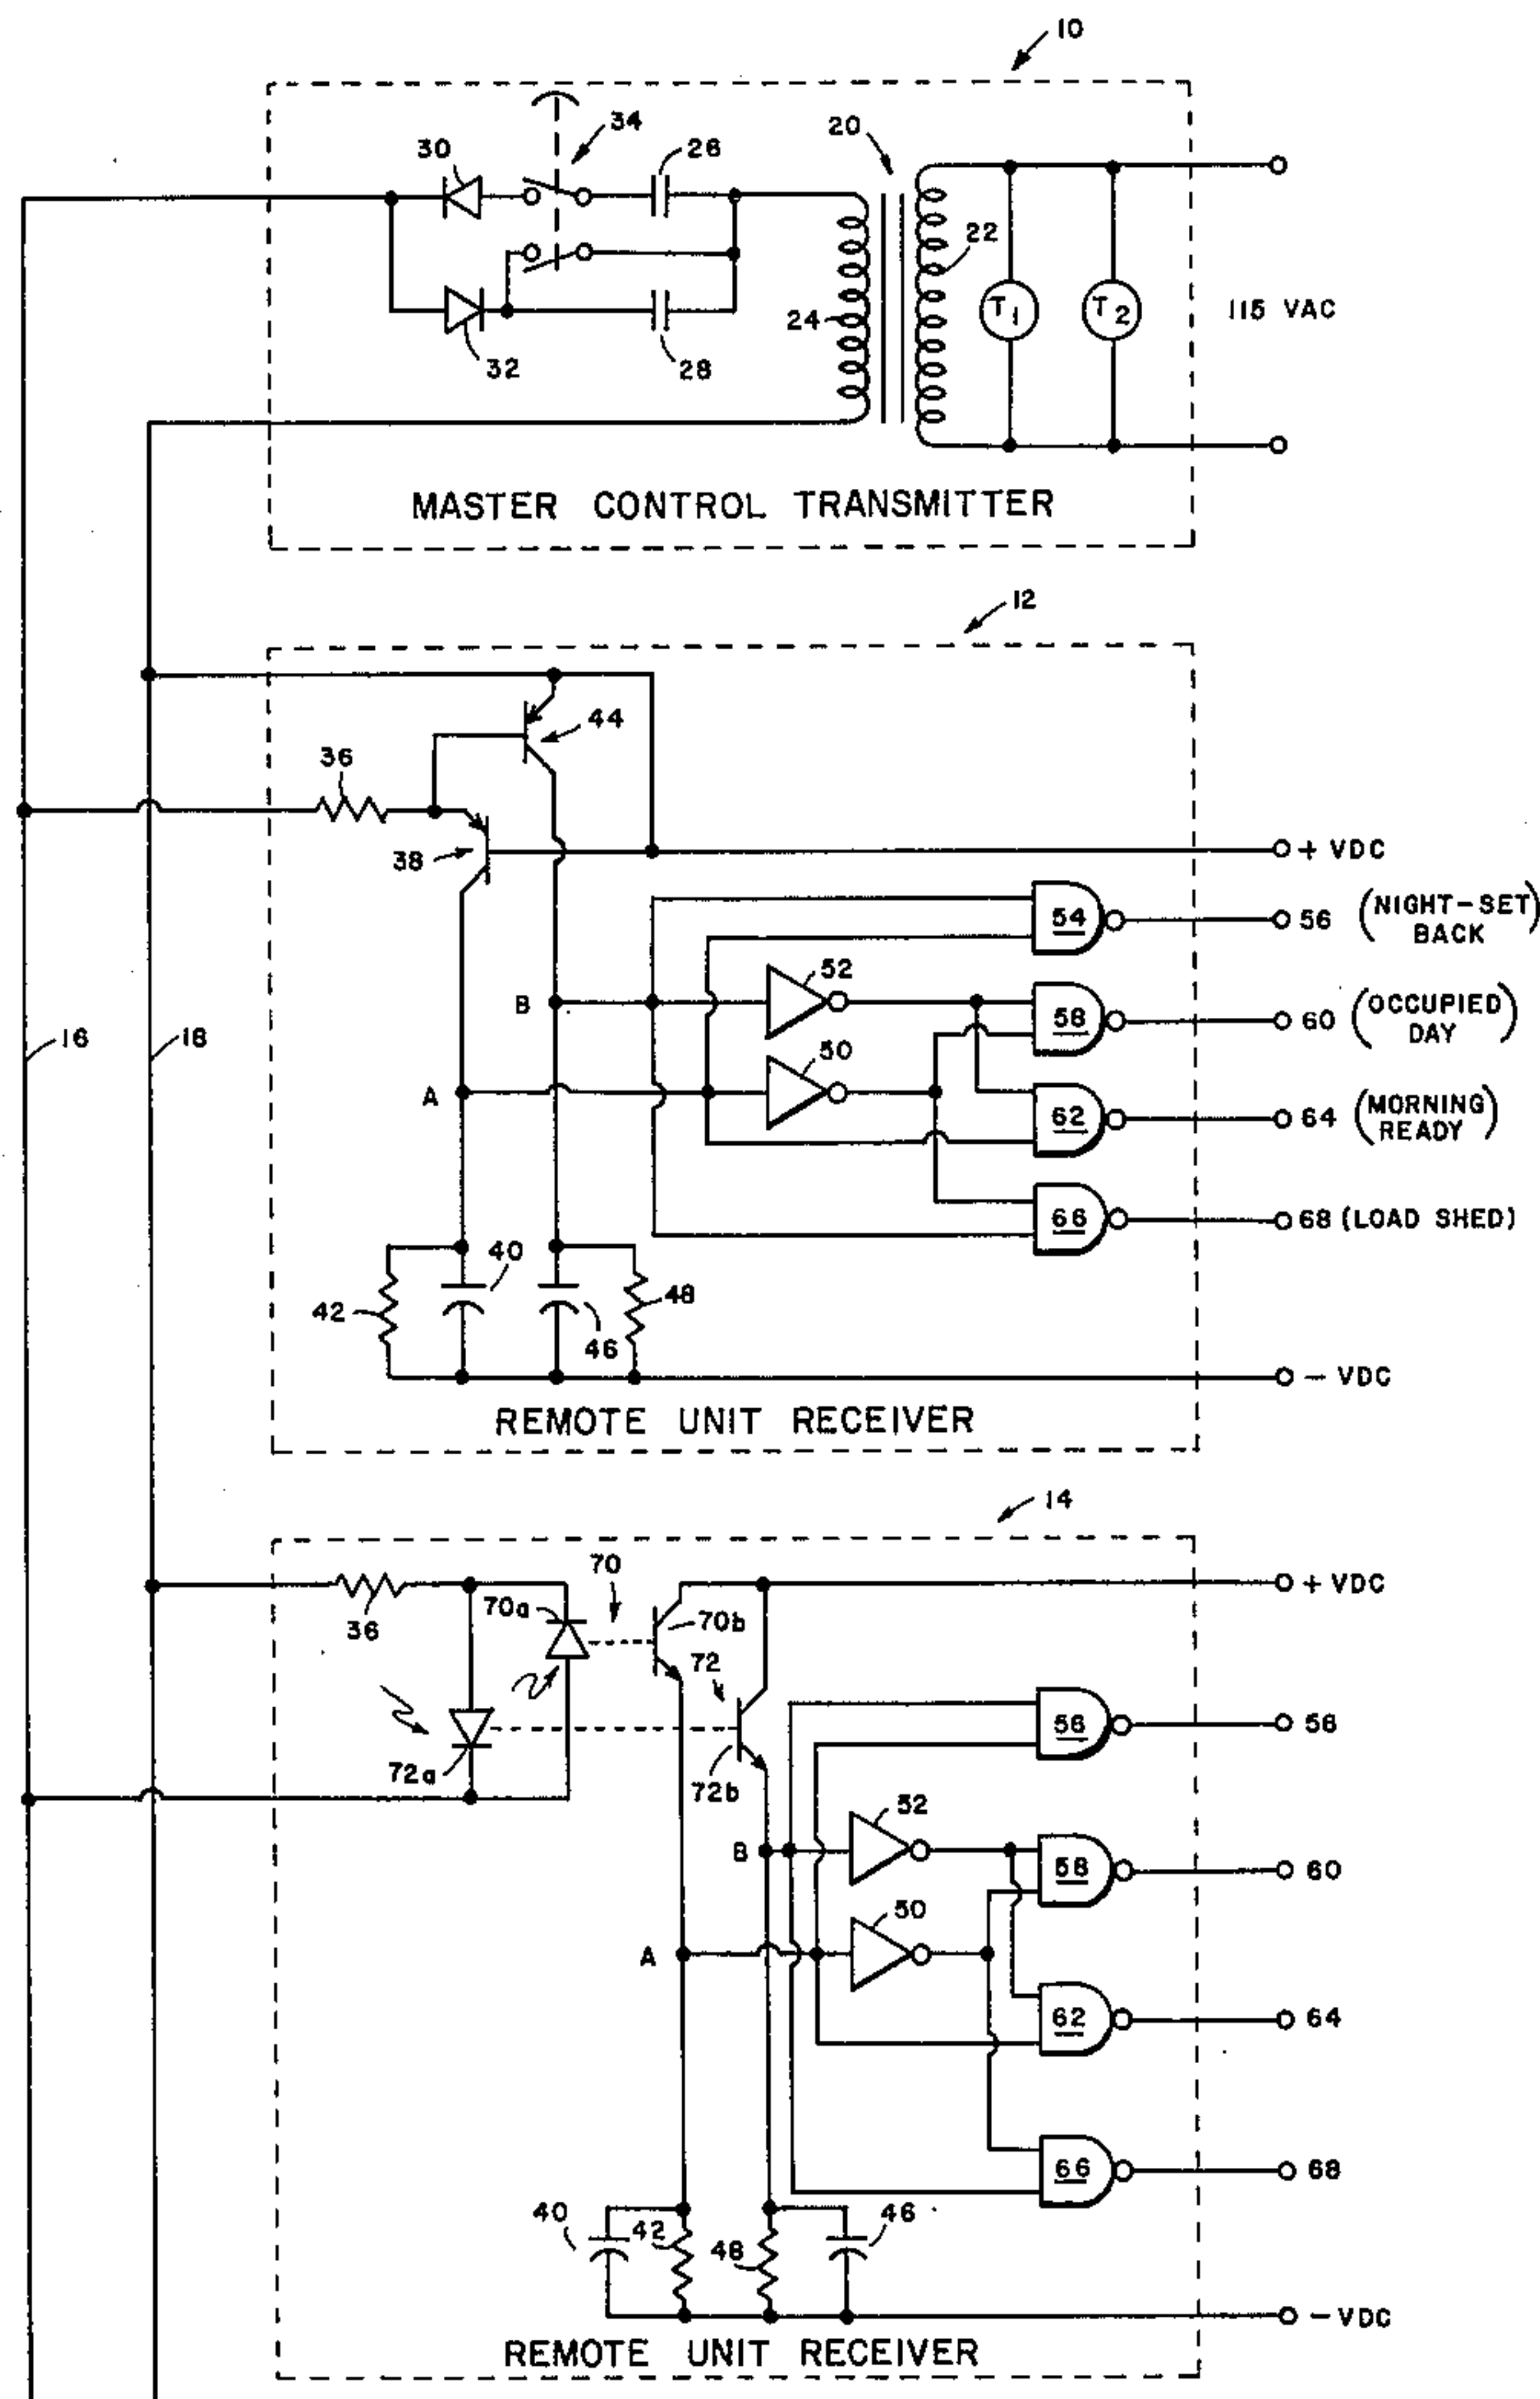 10
34
30
26
20
22
24
T1
T2
115 VAC
32
28
MASTER CONTROL TRANSMITTER
12
44
36
38
+ VDC
54
56 (NIGHT-SET BACK)
52
B
58
60 (OCCUPIED DAY)
16
18
50
A
62
64 (MORNING READY)
66
68 (LOAD SHED)
40
42
48
46
- VDC
REMOTE UNIT RECEIVER
14
70
+ VDC
70a
70b
36
72
56
56
72a
72b
52
B
58
60
50
A
62
64
66
68
40
42
48
46
- VDC
REMOTE UNIT RECEIVER